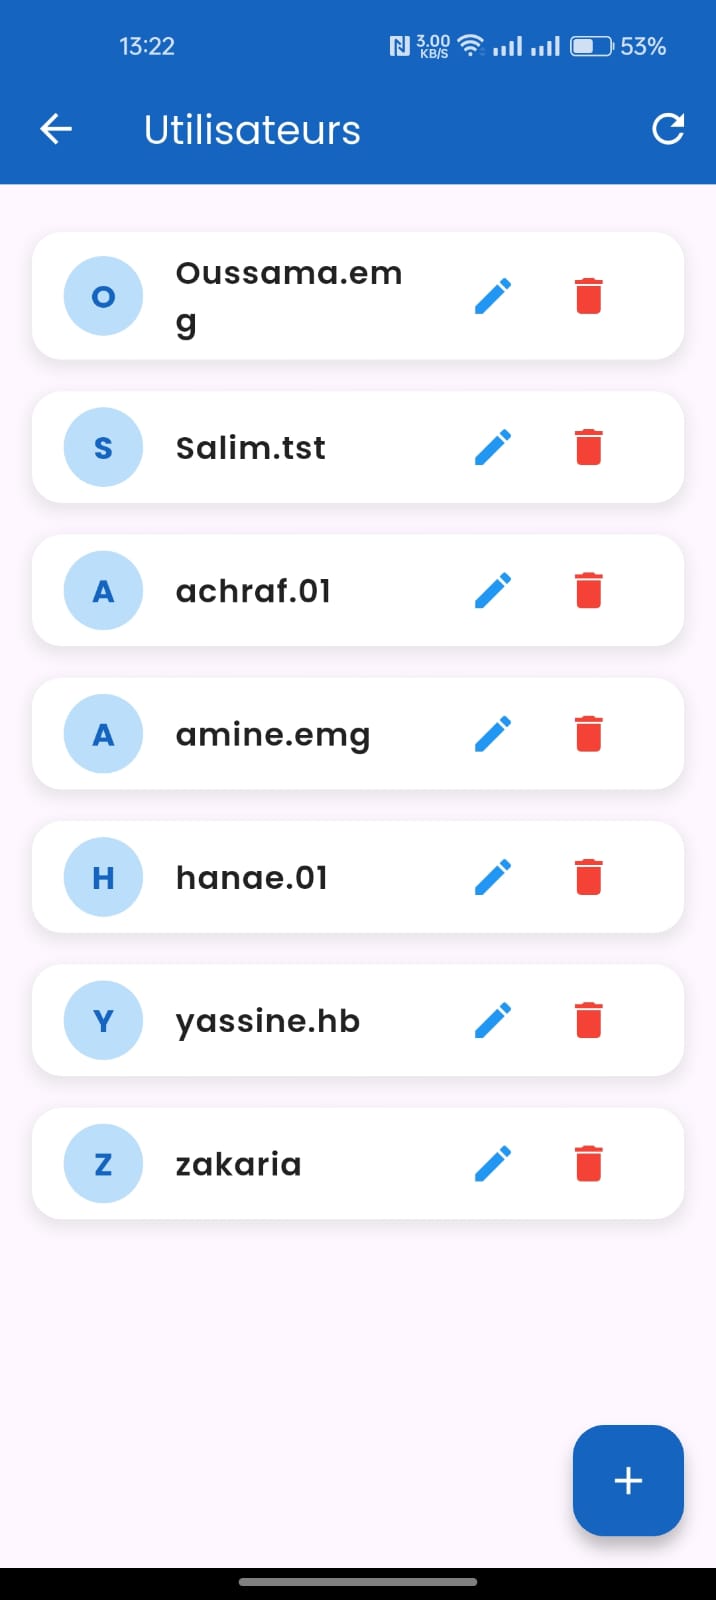 13:22
3.00
KB/S
53%
Utilisateurs
O
Oussama.em
g
S
Salim.tst
A
achraf.01
A
amine.emg
H
hanae.01
Y
yassine.hb
Z
zakaria